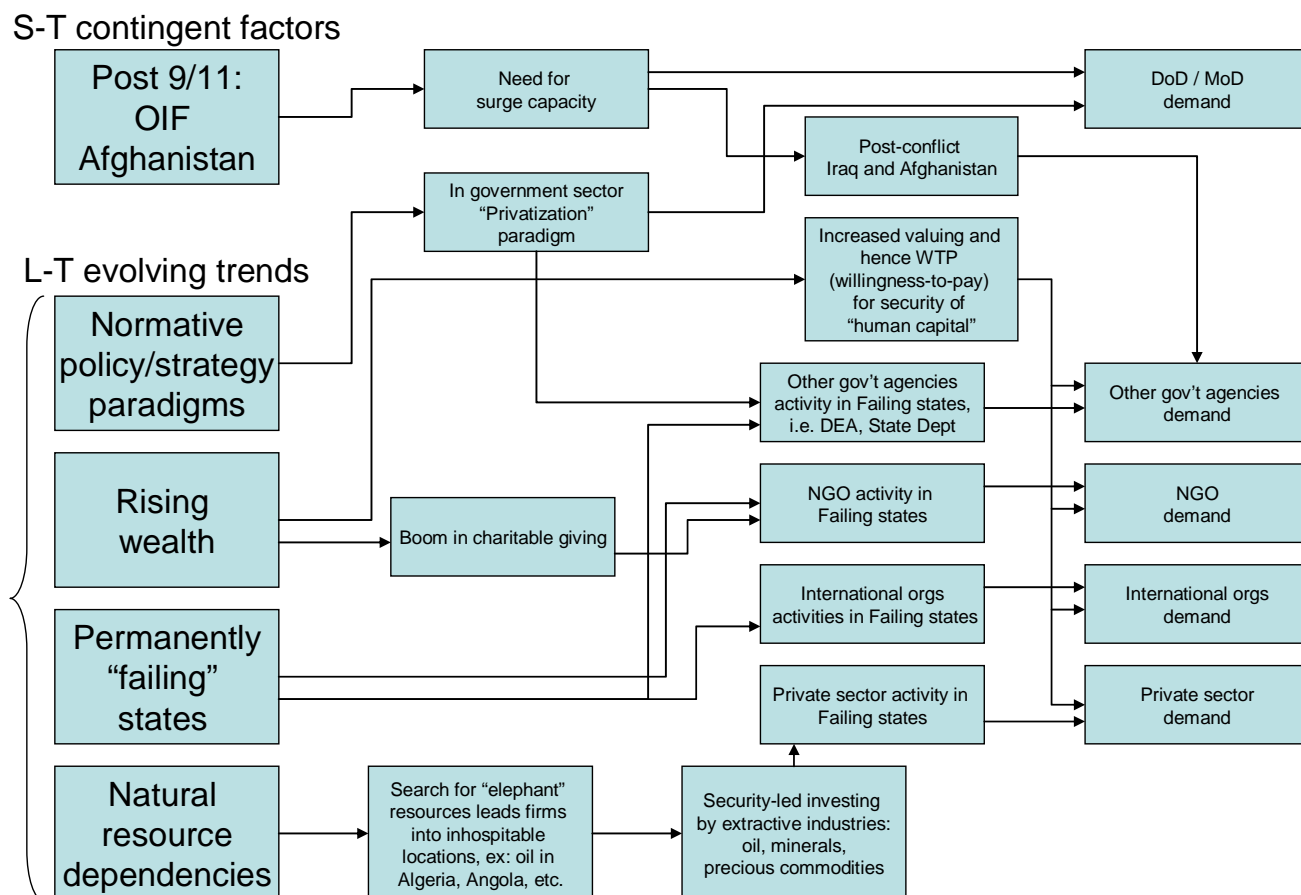 S-T contingent factors
Post 9/11:
OIF
Afghanistan
Need for
surge capacity
DoD / MoD
demand
Post-conflict
Iraq and Afghanistan
In government sector
“Privatization”
paradigm
Increased valuing and
hence WTP
(willingness-to-pay)
for security of
“human capital”
L-T evolving trends
Normative
policy/strategy
paradigms
Other gov’t agencies
activity in Failing states,
i.e. DEA, State Dept
Other gov’t agencies
demand
Rising
wealth
Boom in charitable giving
NGO activity in
Failing states
NGO
demand
International orgs
activities in Failing states
International orgs
demand
Permanently
“failing”
states
Private sector activity in
Failing states
Private sector
demand
Natural
resource
dependencies
Search for “elephant”
resources leads firms
into inhospitable
locations, ex: oil in
Algeria, Angola, etc.
Security-led investing
by extractive industries:
oil, minerals,
precious commodities